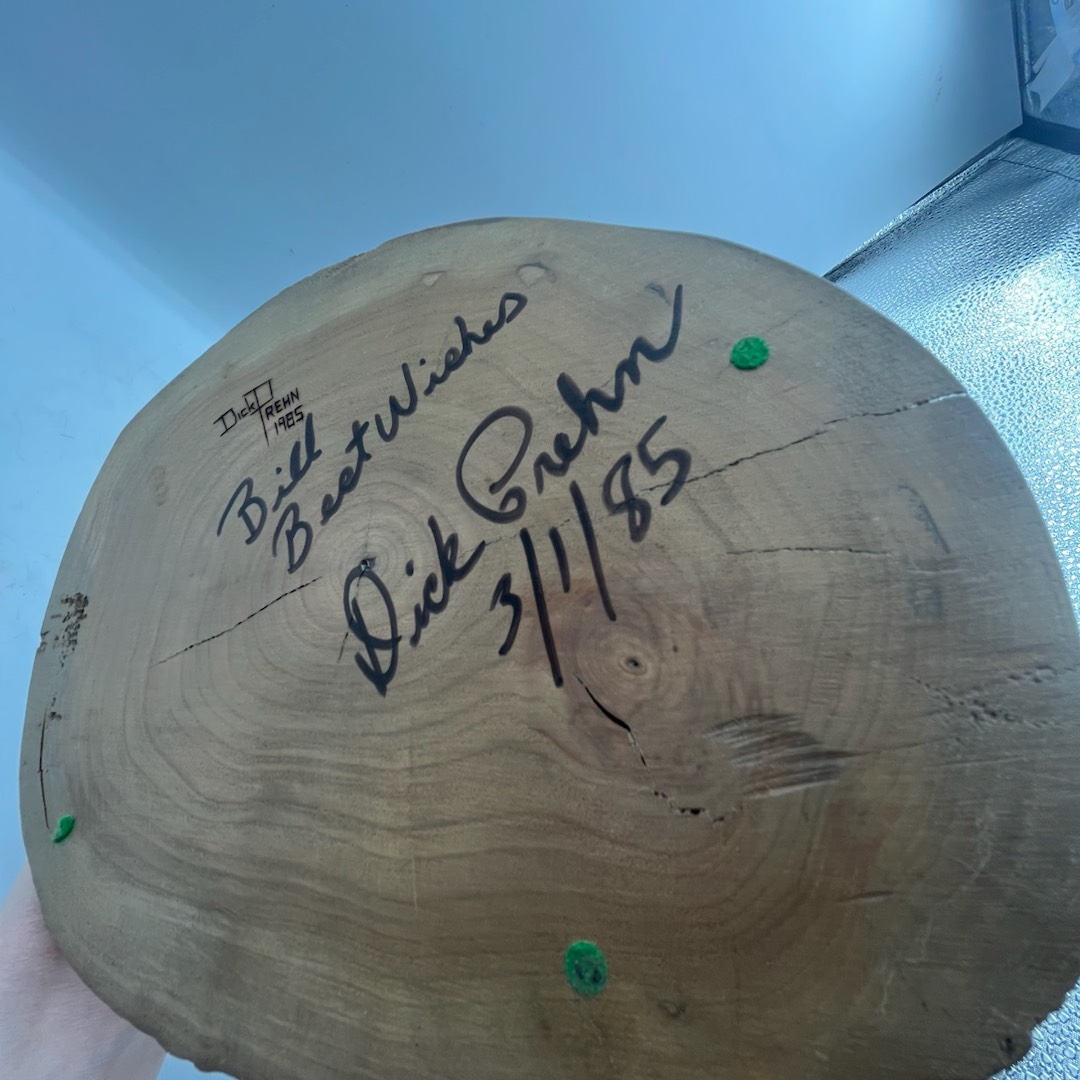 Dick PREHN
1985
Bill
Best Wishes
Dick Prehn
3/1/85